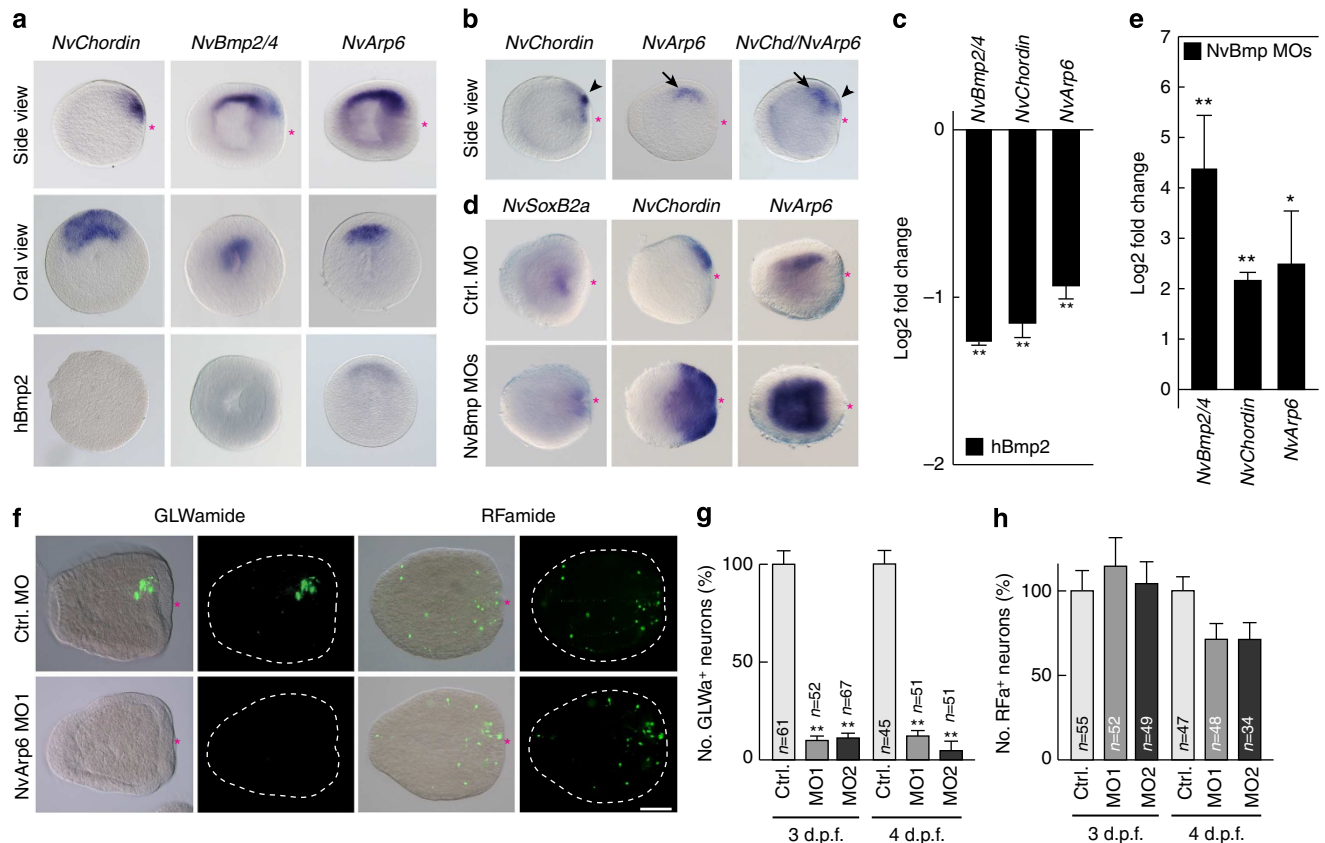 a
NvChordin NvBmp2/4 NvArp6
Side view
*
*
*
Oral view
hBmp2
b
NvChordin NvArp6 NvChd/NvArp6
Side view
*
*
*
d
NvSoxB2a NvChordin NvArp6
Ctrl. MO
*
*
*
NvBmp MOs
*
*
*
c
NvBmp2/4
NvChordin
NvArp6
0
−1
−2
Log2 fold change
**
**
**
hBmp2
e
7
6
5
4
3
2
1
0
Log2 fold change
NvBmp MOs
**
**
*
NvBmp2/4
NvChordin
NvArp6
f
GLWamide RFamide
Ctrl. MO
*
*
NvArp6 MO1
*
*
g
No. GLWa+ neurons (%)
100
50
0
n=61
n=52
**
n=67
**
n=45
n=51
**
n=51
**
Ctrl.
MO1
MO2
Ctrl.
MO1
MO2
3 d.p.f. 4 d.p.f.
h
No. RFa+ neurons (%)
100
50
0
n=55
n=52
n=49
n=47
n=48
n=34
Ctrl.
MO1
MO2
Ctrl.
MO1
MO2
3 d.p.f. 4 d.p.f.